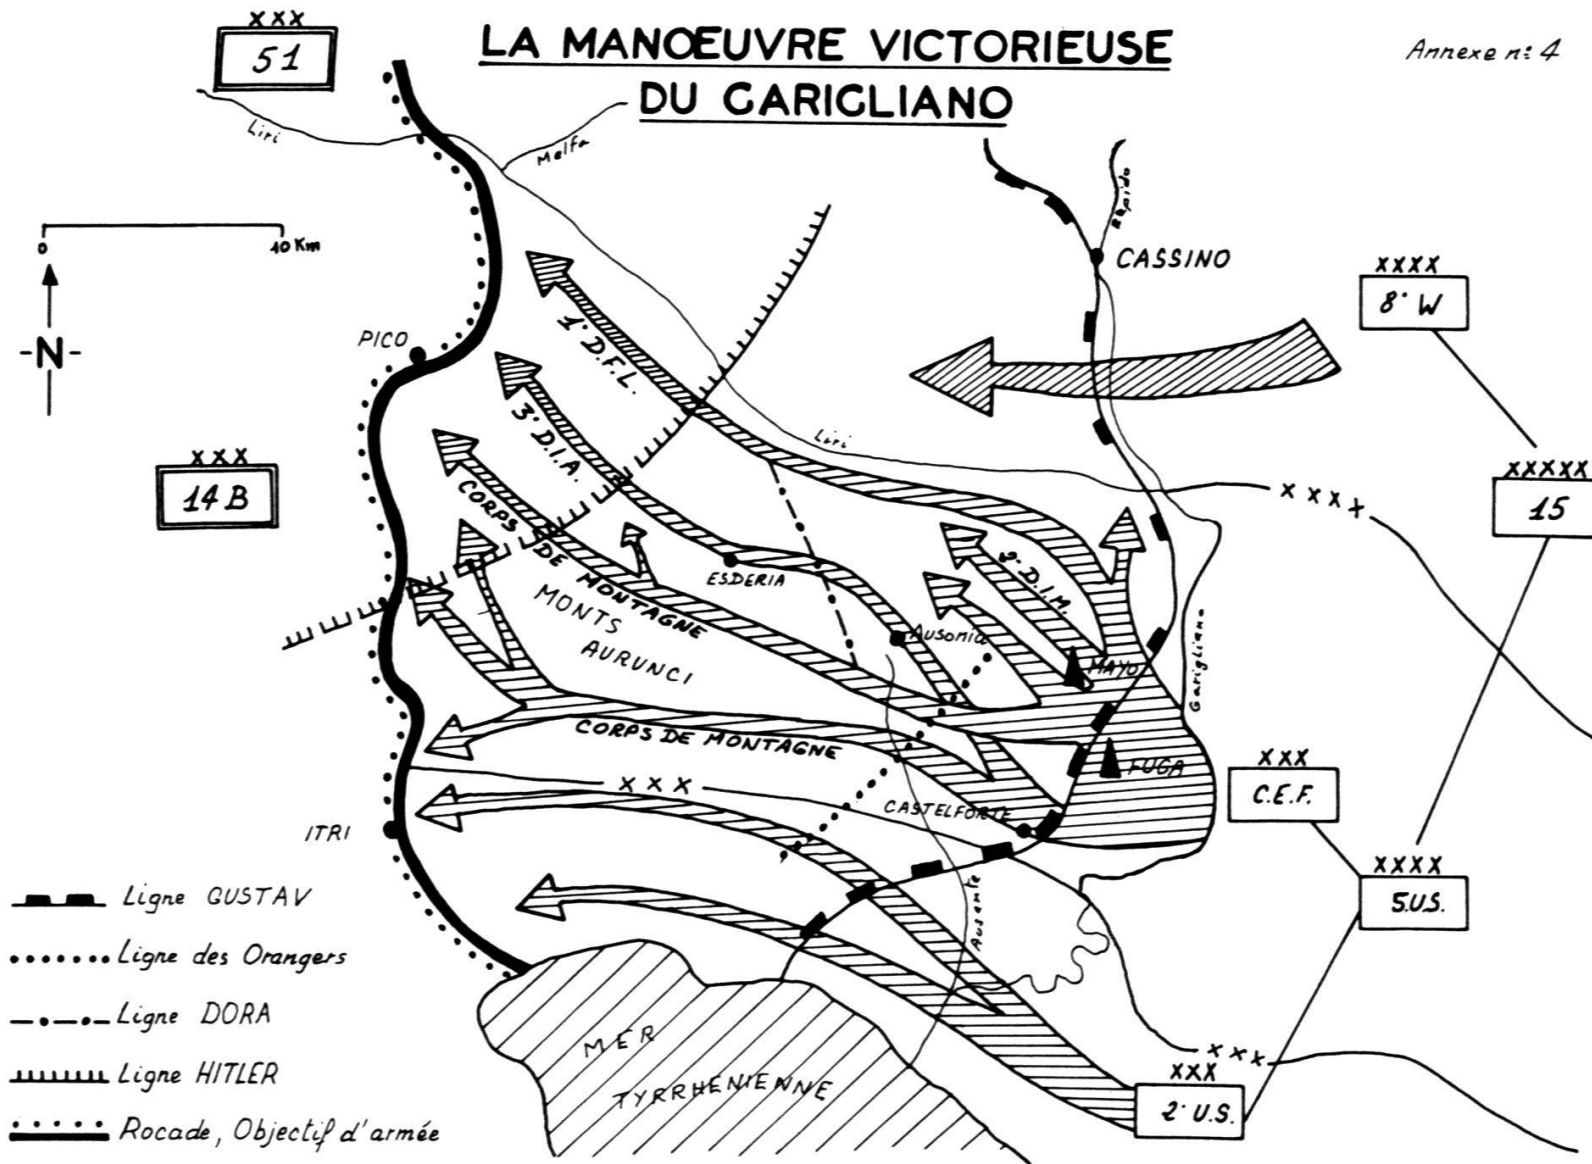 LA MANŒUVRE VICTORIEUSE
DU GARIGLIANO
Annexe n: 4
XXX
51
Liri
Melfa
Rapido
0
10 Km
-N-
CASSINO
XXXX
8° W
PICO
1° D.F.L.
3° D.I.A.
Liri
XXX
14 B
XXXXX
15
XXXX
CORPS DE MONTAGNE
ESDERIA
2° D.I.M.
MONTS
AURUNCI
Ausonia
MAYO
Garigliano
CORPS DE MONTAGNE
FUGA
XXX
C.E.F.
XXX
CASTELFORTE
ITRI
XXXX
5.U.S.
Ausente
Ligne GUSTAV
Ligne des Orangers
Ligne DORA
Ligne HITLER
Rocade, Objectif d'armée
MER
TYRRHENIENNE
XXX
XXX
2° U.S.